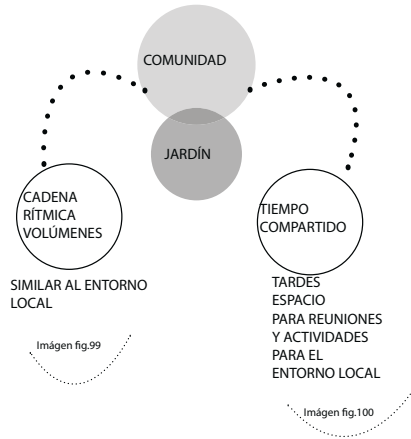 COMUNIDAD
JARDÍN
CADENA
RÍTMICA
VOLÚMENES
SIMILAR AL ENTORNO
LOCAL
Imágen fig.99
TIEMPO
COMPARTIDO
TARDES
ESPACIO
PARA REUNIONES
Y ACTIVIDADES
PARA EL
ENTORNO LOCAL
Imágen fig.100